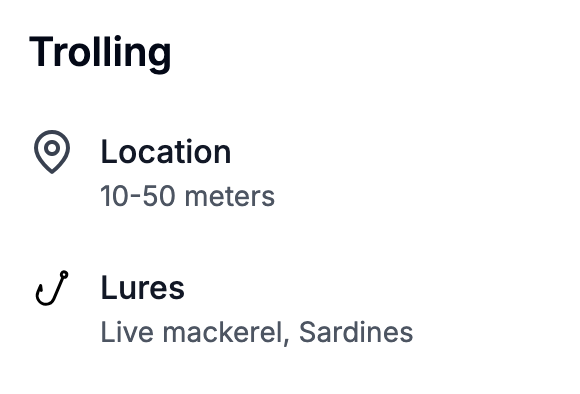 Trolling
Location
10-50 meters
Lures
Live mackerel, Sardines